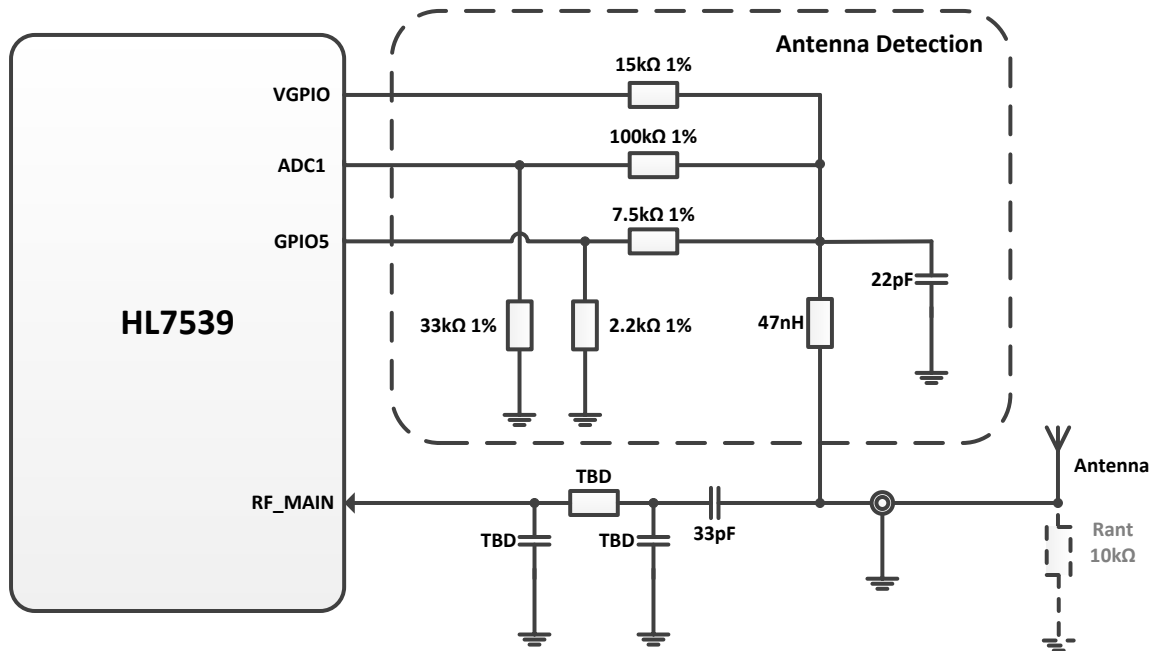 Antenna Detection
15kΩ 1%
VGPIO
100kΩ 1%
ADC1
7.5kΩ 1%
GPIO5
22pF
HL7539
33kΩ 1%
2.2kΩ 1%
47nH
TBD
Antenna
RF_MAIN
TBD
TBD
33pF
Rant
10kΩ